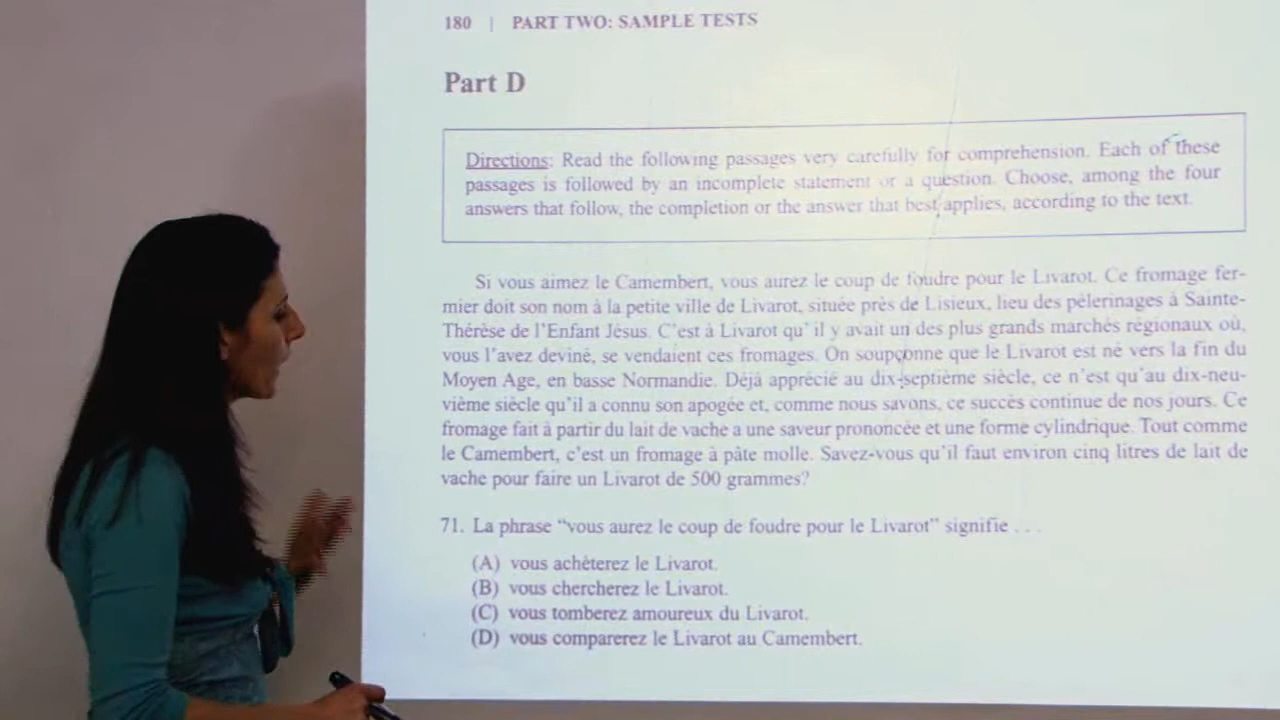 180 | PART TWO: SAMPLE TESTS
Part D
Directions: Read the following passages very carefully for comprehension. Each of these
passages is followed by an incomplete statement or a question. Choose, among the four
answers that follow, the completion or the answer that best applies, according to the text.
Si vous aimez le Camembert, vous aurez le coup de foudre pour le Livarot. Ce fromage fer-
mier doit son nom à la petite ville de Livarot, située près de Lisieux, lieu des pèlerinages à Sainte-
Thérèse de l'Enfant Jésus. C'est à Livarot qu'il y avait un des plus grands marchés régionaux où,
vous l'avez deviné, se vendaient ces fromages. On soupçonne que le Livarot est né vers la fin du
Moyen Age, en basse Normandie. Déjà apprécié au dix-septième siècle, ce n'est qu'au dix-neu-
vième siècle qu'il a connu son apogée et, comme nous savons, ce succès continue de nos jours. Ce
fromage fait à partir du lait de vache a une saveur prononcée et une forme cylindrique. Tout comme
le Camembert, c'est un fromage à pâte molle. Savez-vous qu'il faut environ cinq litres de lait de
vache pour faire un Livarot de 500 grammes?
71. La phrase "vous aurez le coup de foudre pour le Livarot" signifie . . .
(A) vous achèterez le Livarot.
(B) vous chercherez le Livarot.
(C) vous tomberez amoureux du Livarot.
(D) vous comparerez le Livarot au Camembert.